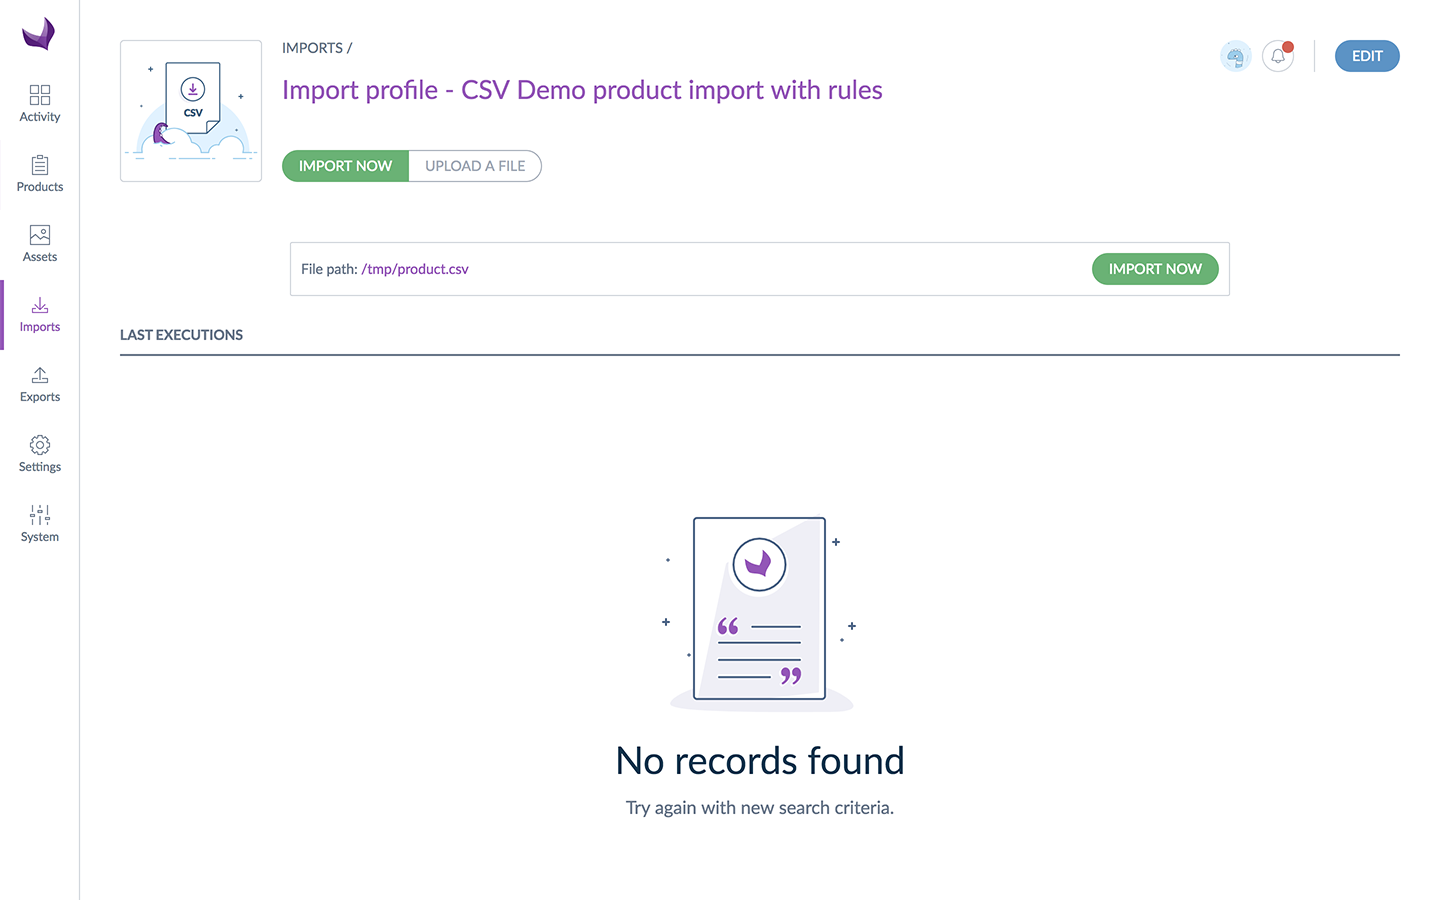 Activity
Products
Assets
Imports
Exports
Settings
System
CSV
IMPORTS /
Import profile - CSV Demo product import with rules
EDIT
IMPORT NOW
UPLOAD A FILE
File path: /tmp/product.csv
IMPORT NOW
LAST EXECUTIONS
No records found
Try again with new search criteria.